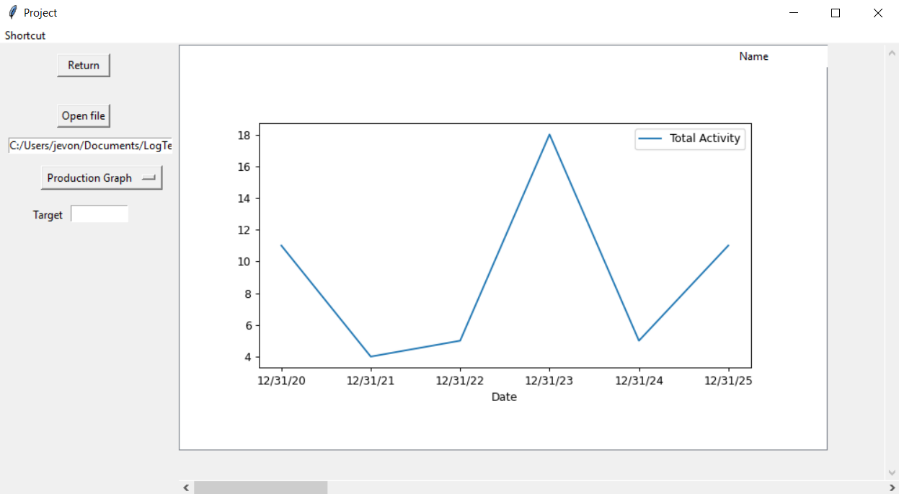 Project
Shortcut
Return
Name
Open file
C:/Users/jevon/Documents/LogTe
Production Graph
Target
Total Activity
18
16
14
12
10
8
6
4
12/31/20 12/31/21 12/31/22 12/31/23 12/31/24 12/31/25
Date